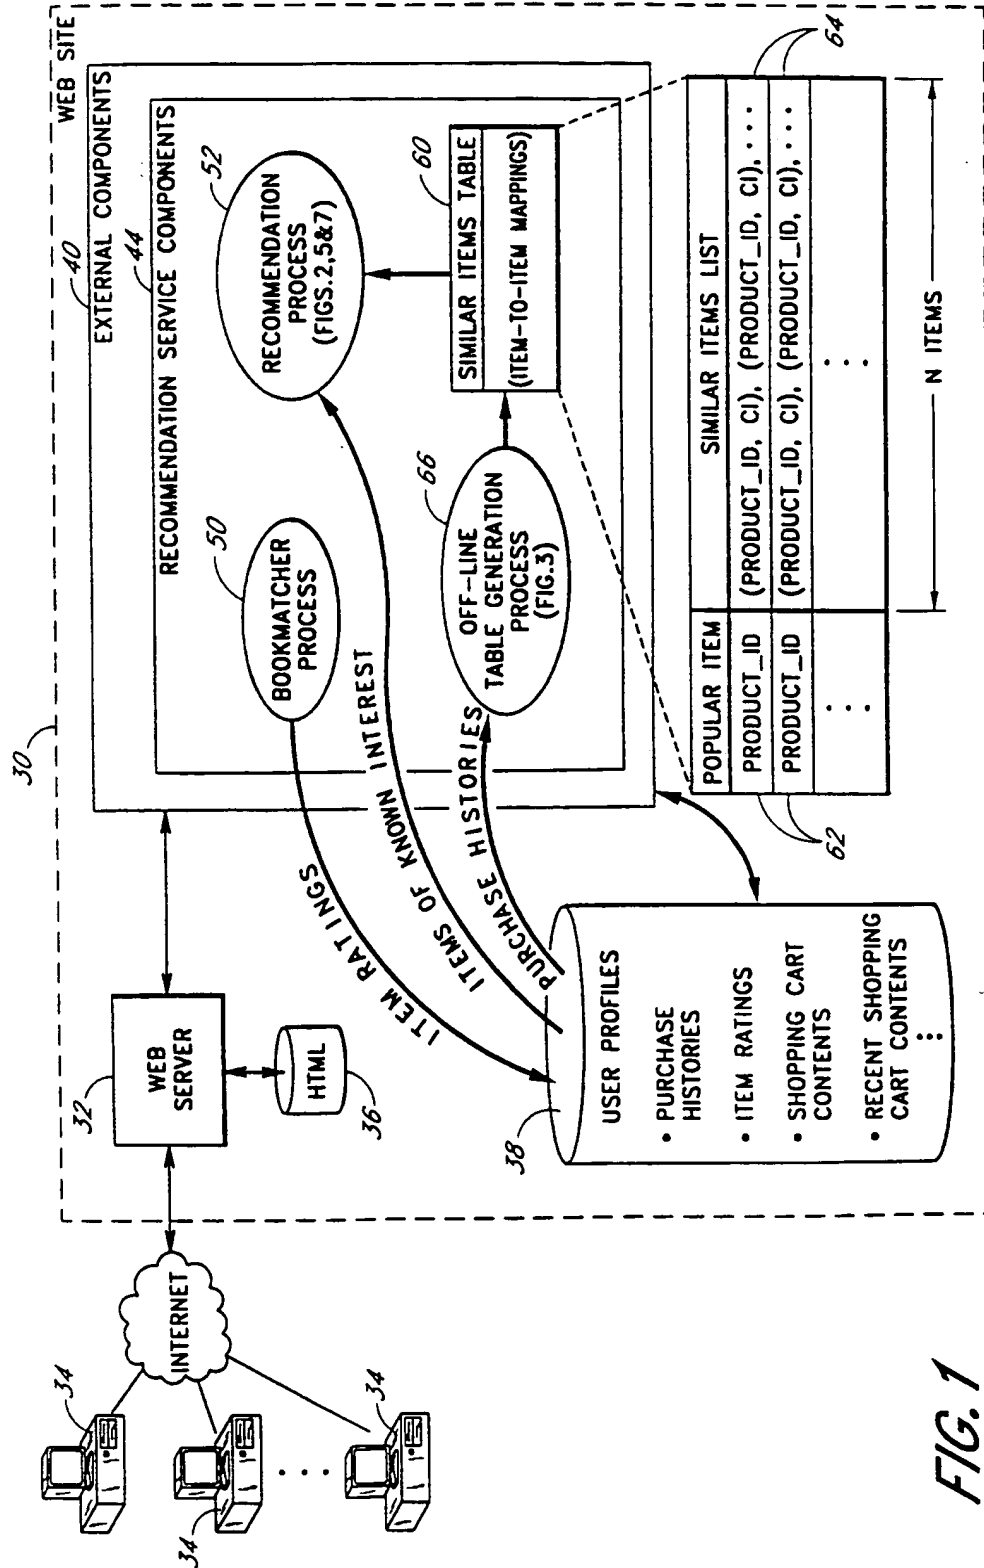 30
WEB SITE
40
EXTERNAL COMPONENTS
44
RECOMMENDATION SERVICE COMPONENTS
52
RECOMMENDATION
PROCESS
(FIGS.2,5&7)
50
BOOKMATCHER
PROCESS
60
SIMILAR ITEMS TABLE
(ITEM-TO-ITEM MAPPINGS)
66
OFF-LINE
TABLE GENERATION
PROCESS
(FIG.3)
ITEM RATINGS
ITEMS OF KNOWN INTEREST
PURCHASE HISTORIES
32
WEB
SERVER
HTML
36
34
34
34
34
INTERNET
38
USER PROFILES
• PURCHASE
HISTORIES
• ITEM RATINGS
• SHOPPING CART
CONTENTS
• RECENT SHOPPING
CART CONTENTS
POPULAR ITEM
SIMILAR ITEMS LIST
PRODUCT_ID
(PRODUCT_ID, CI), (PRODUCT_ID, CI), ...
PRODUCT_ID
(PRODUCT_ID, CI), (PRODUCT_ID, CI), ...
62
64
N ITEMS
FIG. 1